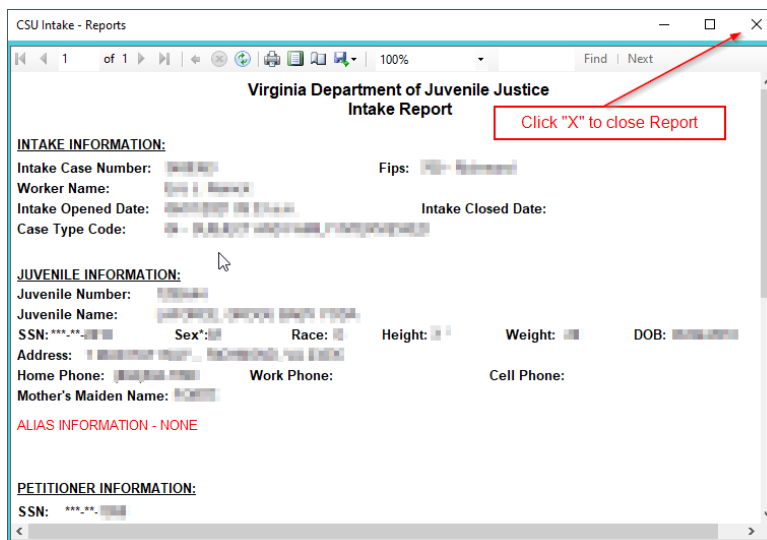 CSU Intake - Reports
1 of 1 100% Find | Next
Virginia Department of Juvenile Justice
Intake Report
Click "X" to close Report
INTAKE INFORMATION:
Intake Case Number: Fips:
Worker Name:
Intake Opened Date: Intake Closed Date:
Case Type Code:
JUVENILE INFORMATION:
Juvenile Number:
Juvenile Name:
SSN: ***-**- Sex*: Race: Height: Weight: DOB:
Address:
Home Phone: Work Phone: Cell Phone:
Mother's Maiden Name:
ALIAS INFORMATION - NONE
PETITIONER INFORMATION:
SSN: ***-**-